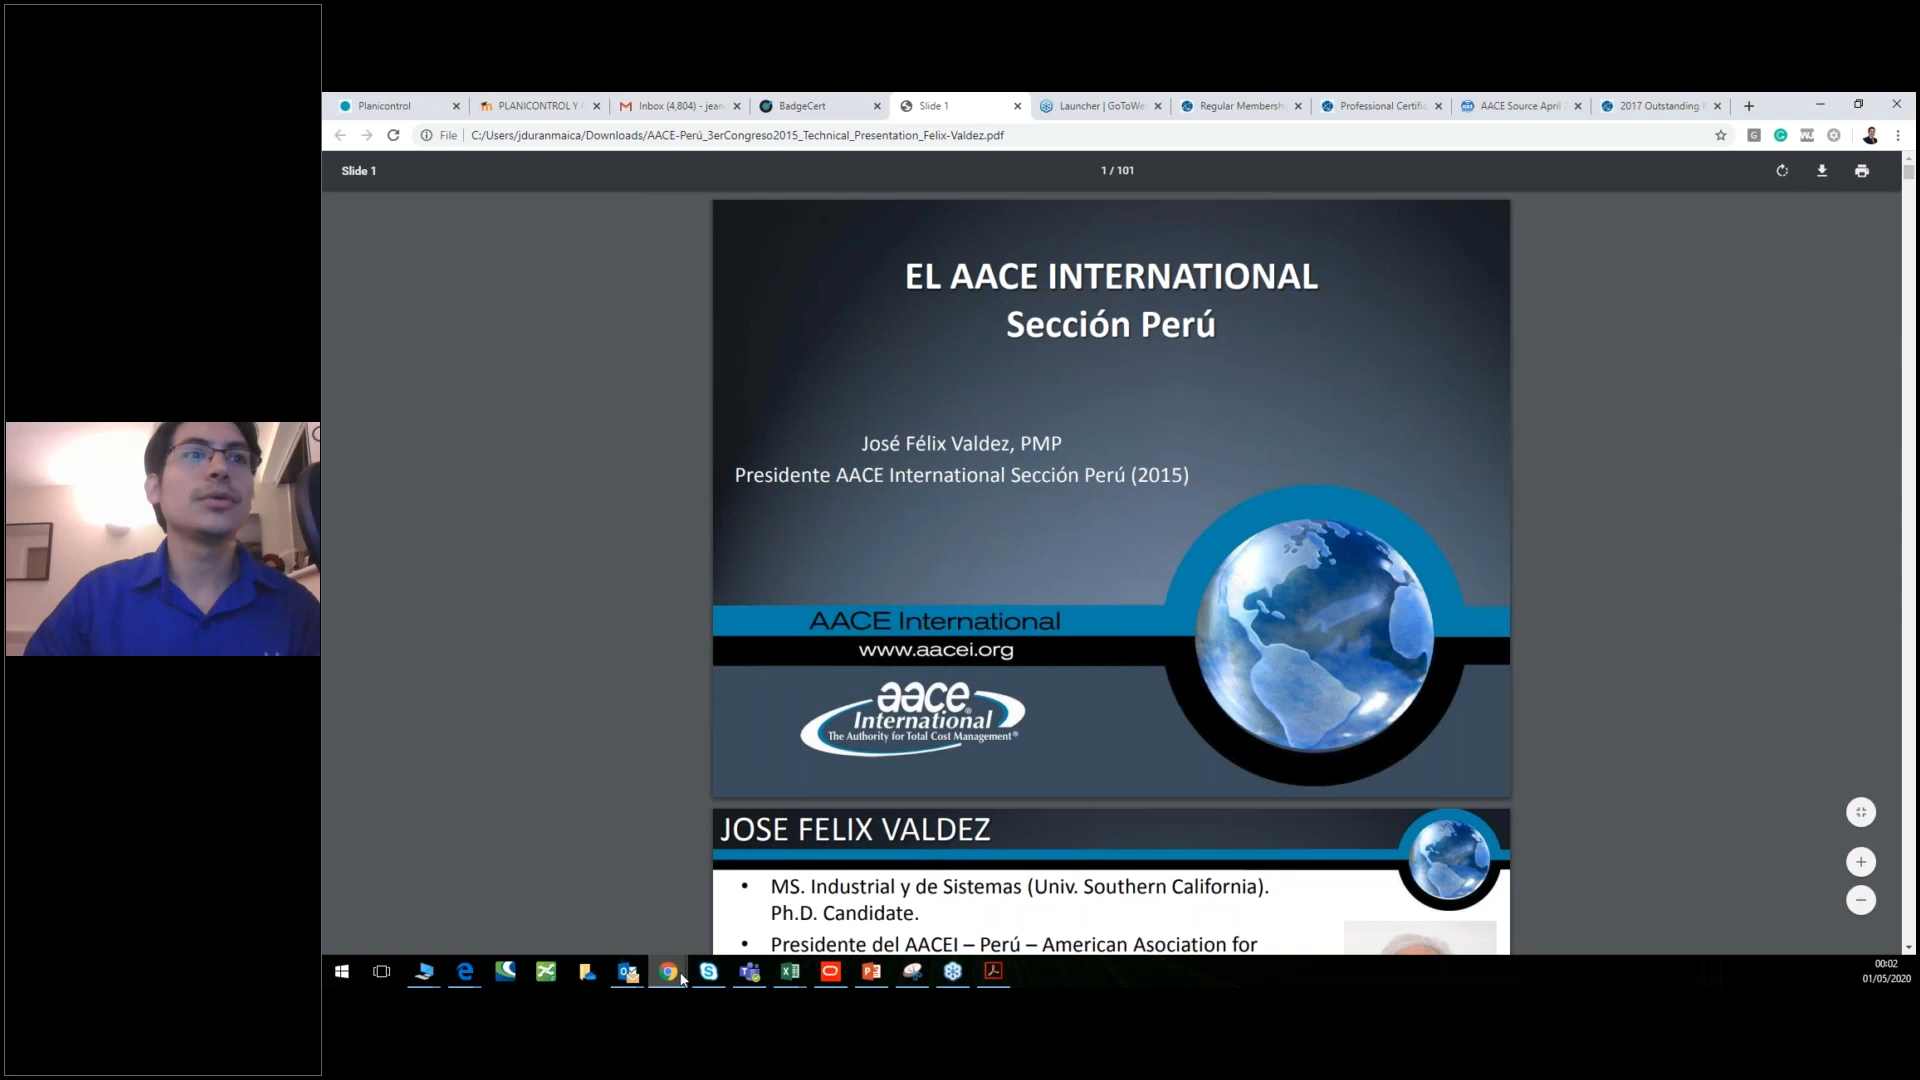 Planicontrol
PLANICONTROL Y
Inbox (4,804) - jean
BadgeCert
Slide 1
Launcher | GoToWe
Regular Membersh
Professional Certific
AACE Source April
2017 Outstanding
File
C:/Users/jduranmaica/Downloads/AACE-Perú_3erCongreso2015_Technical_Presentation_Felix-Valdez.pdf
Slide 1
1 / 101
EL AACE INTERNATIONAL
Sección Perú
José Félix Valdez, PMP
Presidente AACE International Sección Perú (2015)
AACE International
www.aacei.org
aace
International
The Authority for Total Cost Management®
JOSE FELIX VALDEZ
• MS. Industrial y de Sistemas (Univ. Southern California).
Ph.D. Candidate.
• Presidente del AACEI – Perú – American Asociation for
00:02
01/05/2020